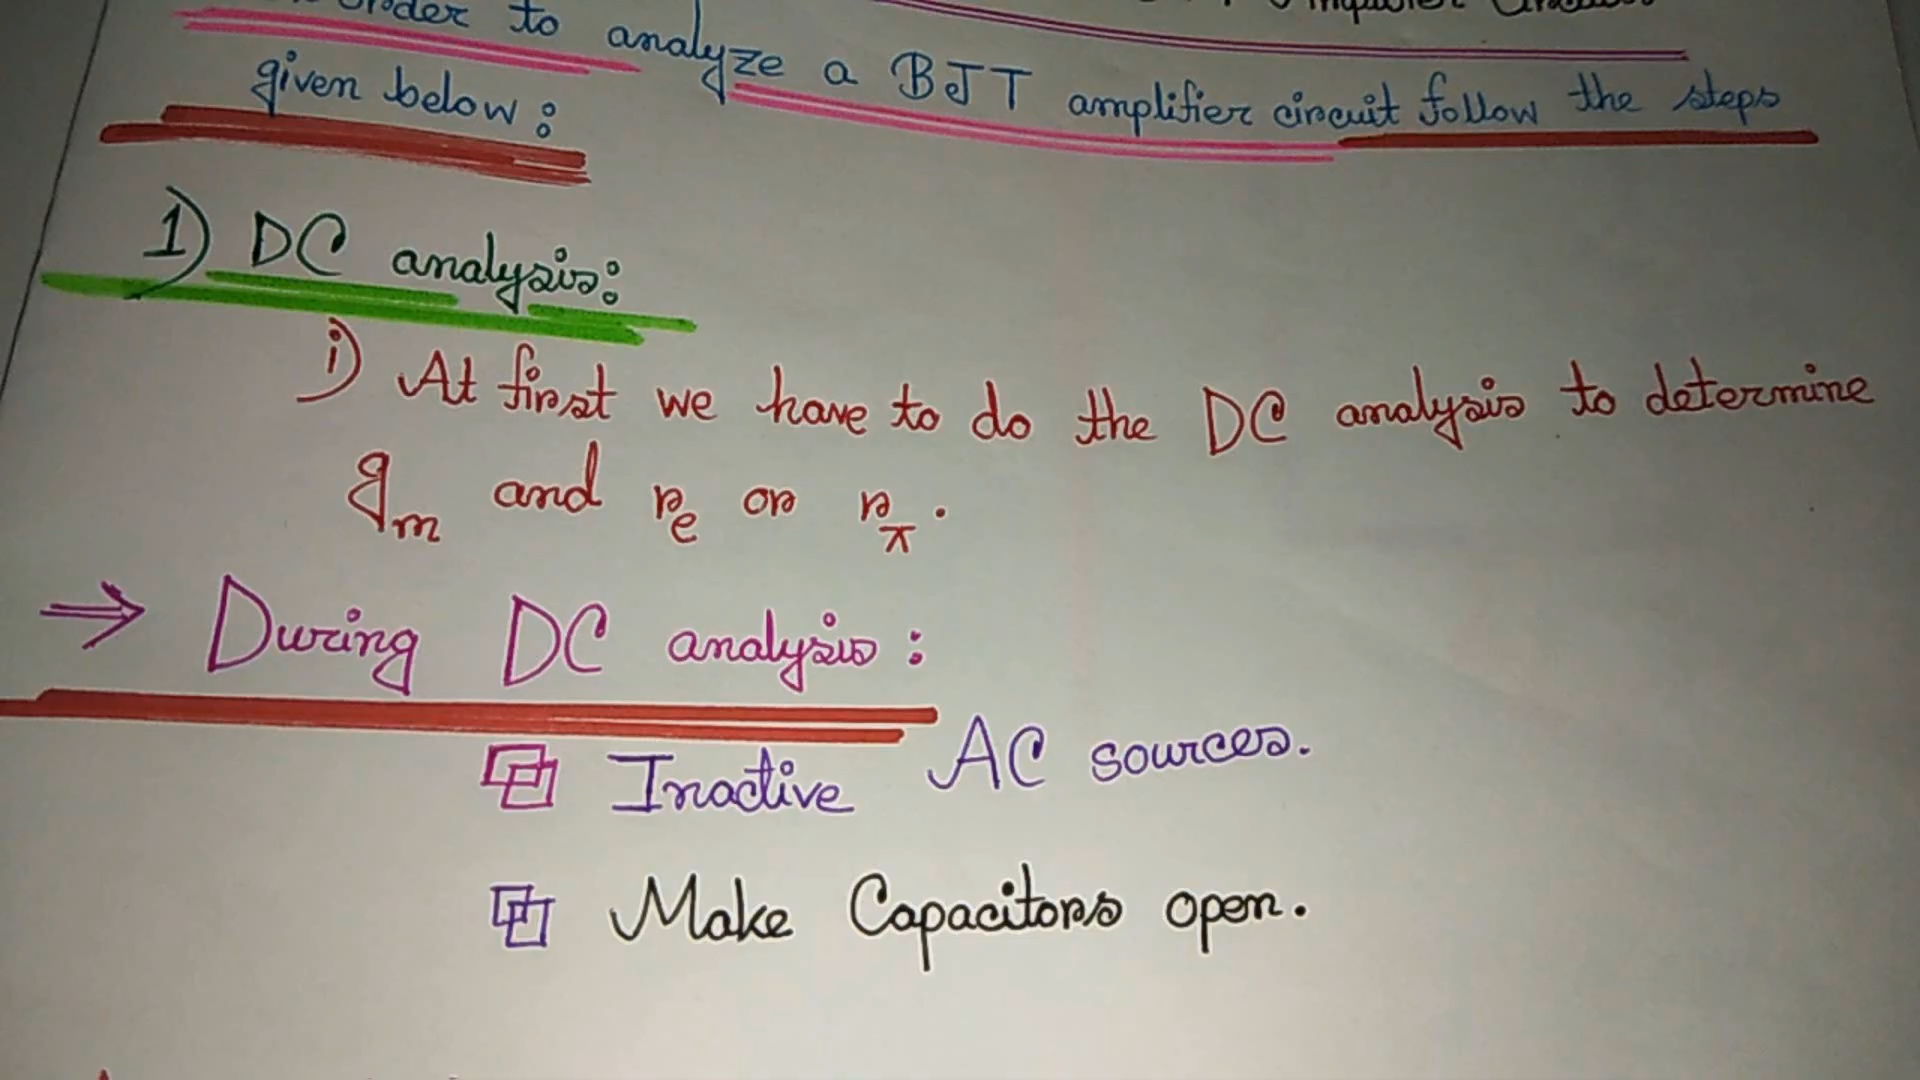 order to analyze a BJT amplifier circuit follow the steps
given below:
1) DC analysis:
i) At first we have to do the DC analysis to determine
gm and re or rπ.
⇒ During DC analysis:
Inactive AC sources.
Make Capacitors open.